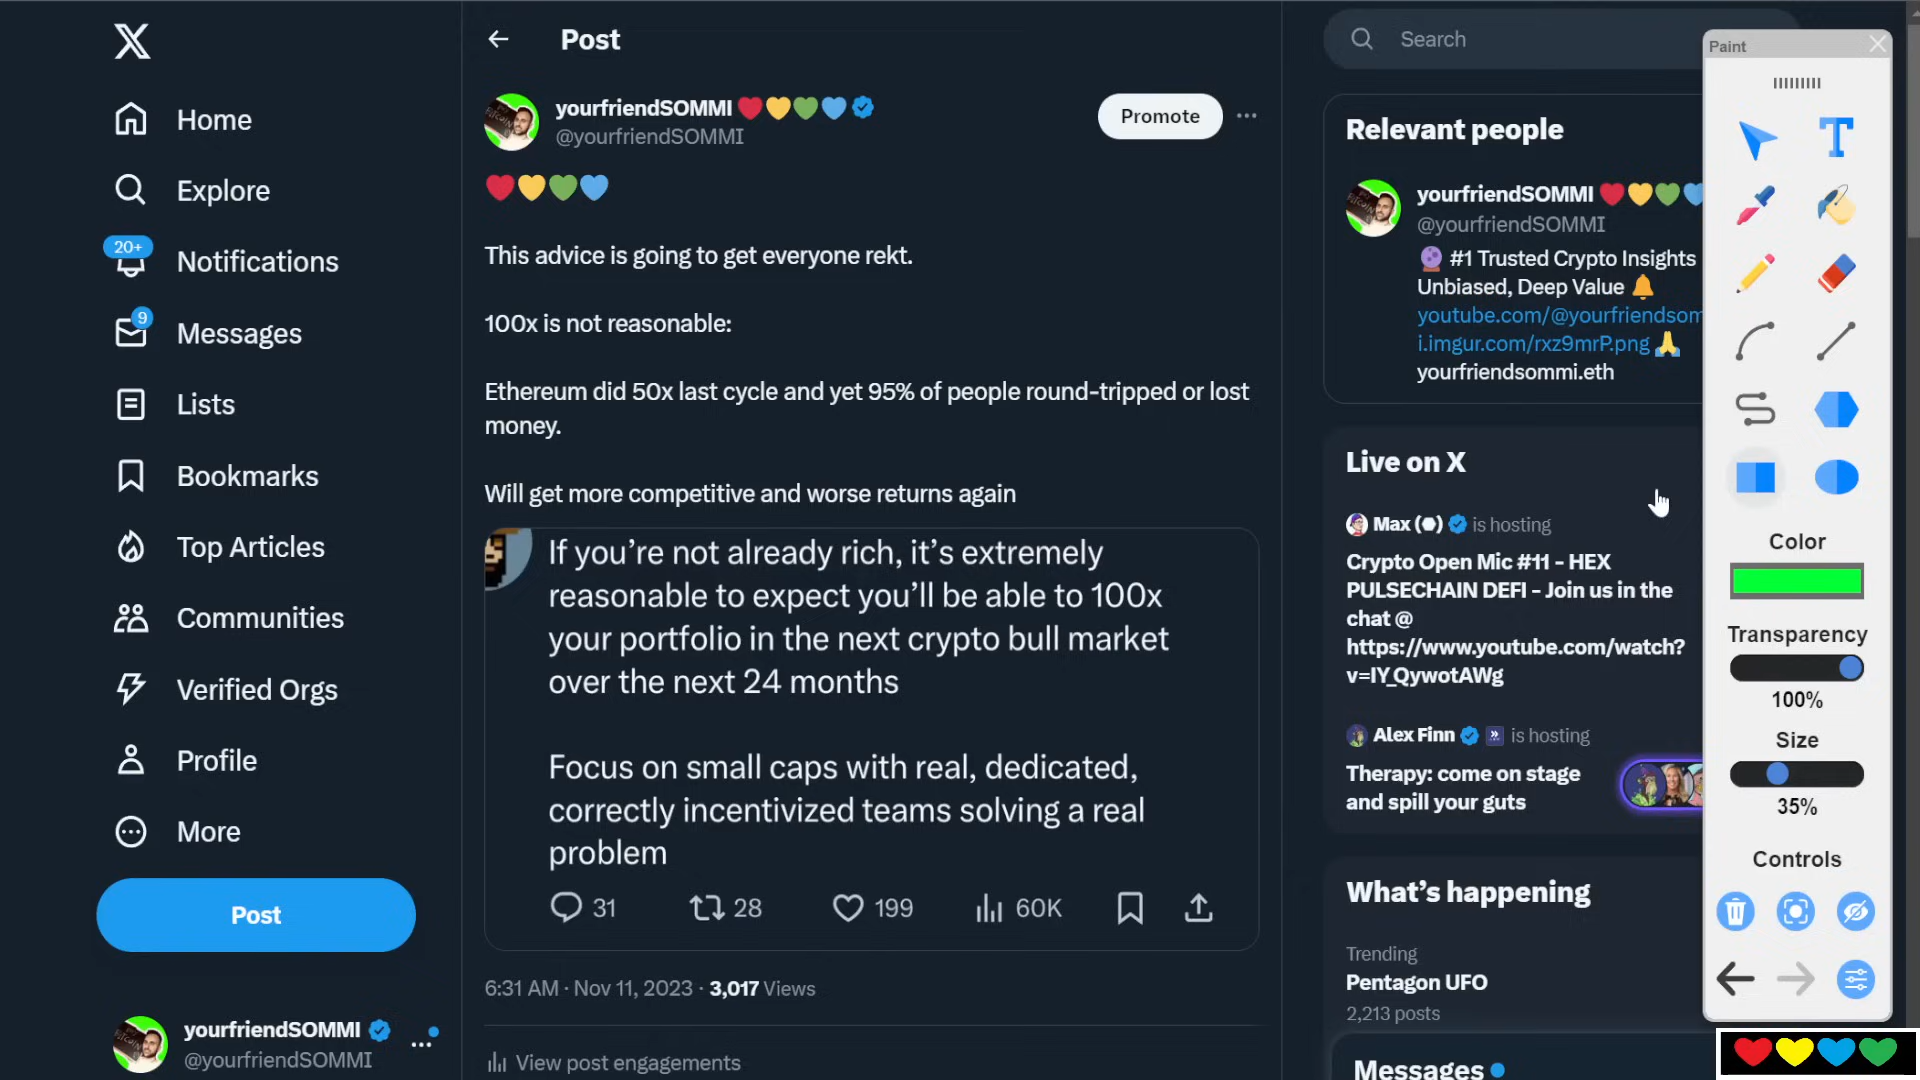 Home
Explore
20+
Notifications
9
Messages
Lists
Bookmarks
Top Articles
Communities
Verified Orgs
Profile
More
Post
yourfriendSOMMI
@yourfriendSOMMI
Post
yourfriendSOMMI
@yourfriendSOMMI
Promote
This advice is going to get everyone rekt.
100x is not reasonable:
Ethereum did 50x last cycle and yet 95% of people round-tripped or lost
money.
Will get more competitive and worse returns again
If you’re not already rich, it’s extremely
reasonable to expect you’ll be able to 100x
your portfolio in the next crypto bull market
over the next 24 months
Focus on small caps with real, dedicated,
correctly incentivized teams solving a real
problem
31 28 199 60K
6:31 AM · Nov 11, 2023 · 3,017 Views
View post engagements
Search
Relevant people
yourfriendSOMMI
@yourfriendSOMMI
#1 Trusted Crypto Insights
Unbiased, Deep Value
youtube.com/@yourfriendsom
i.imgur.com/rxz9mrP.png
yourfriendsommi.eth
Live on X
Max is hosting
Crypto Open Mic #11 - HEX
PULSECHAIN DEFI - Join us in the
chat @
https://www.youtube.com/watch?
v=IY_QywotAWg
Alex Finn is hosting
Therapy: come on stage
and spill your guts
What’s happening
Trending
Pentagon UFO
2,213 posts
Messages
Paint
Color
Transparency
100%
Size
35%
Controls